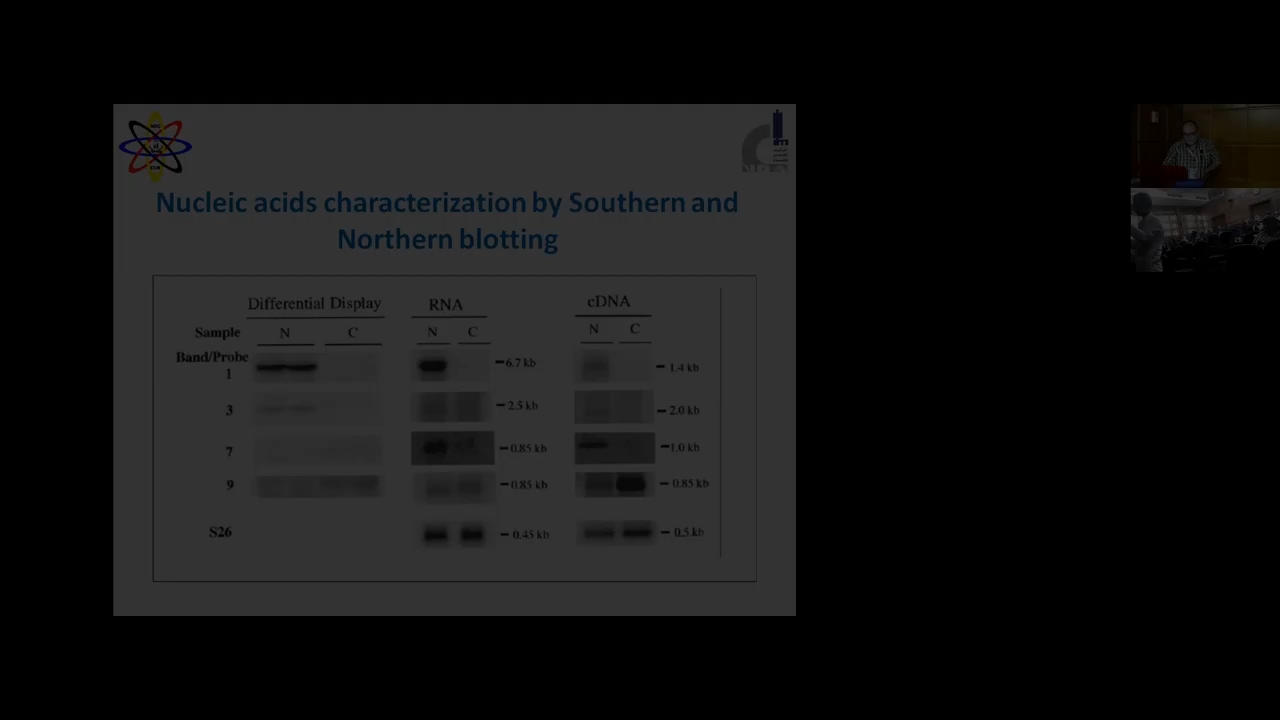 Nucleic acids characterization by Southern and
Northern blotting
Differential Display RNA cDNA
Sample N C N C N C
Band/Probe
1 6.7 kb 1.4 kb
3 2.5 kb 2.0 kb
7 0.85 kb 1.0 kb
9 0.85 kb 0.85 kb
S26 0.45 kb 0.5 kb